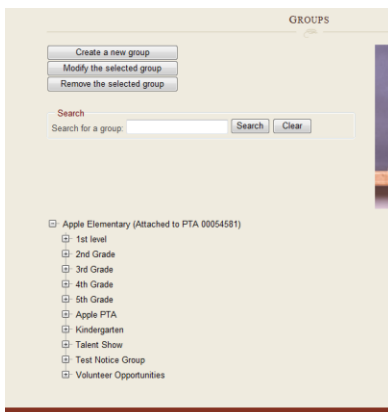 GROUPS
Create a new group
Modify the selected group
Remove the selected group
Search
Search for a group: Search Clear
Apple Elementary (Attached to PTA 00054581)
1st level
2nd Grade
3rd Grade
4th Grade
5th Grade
Apple PTA
Kindergarten
Talent Show
Test Notice Group
Volunteer Opportunities